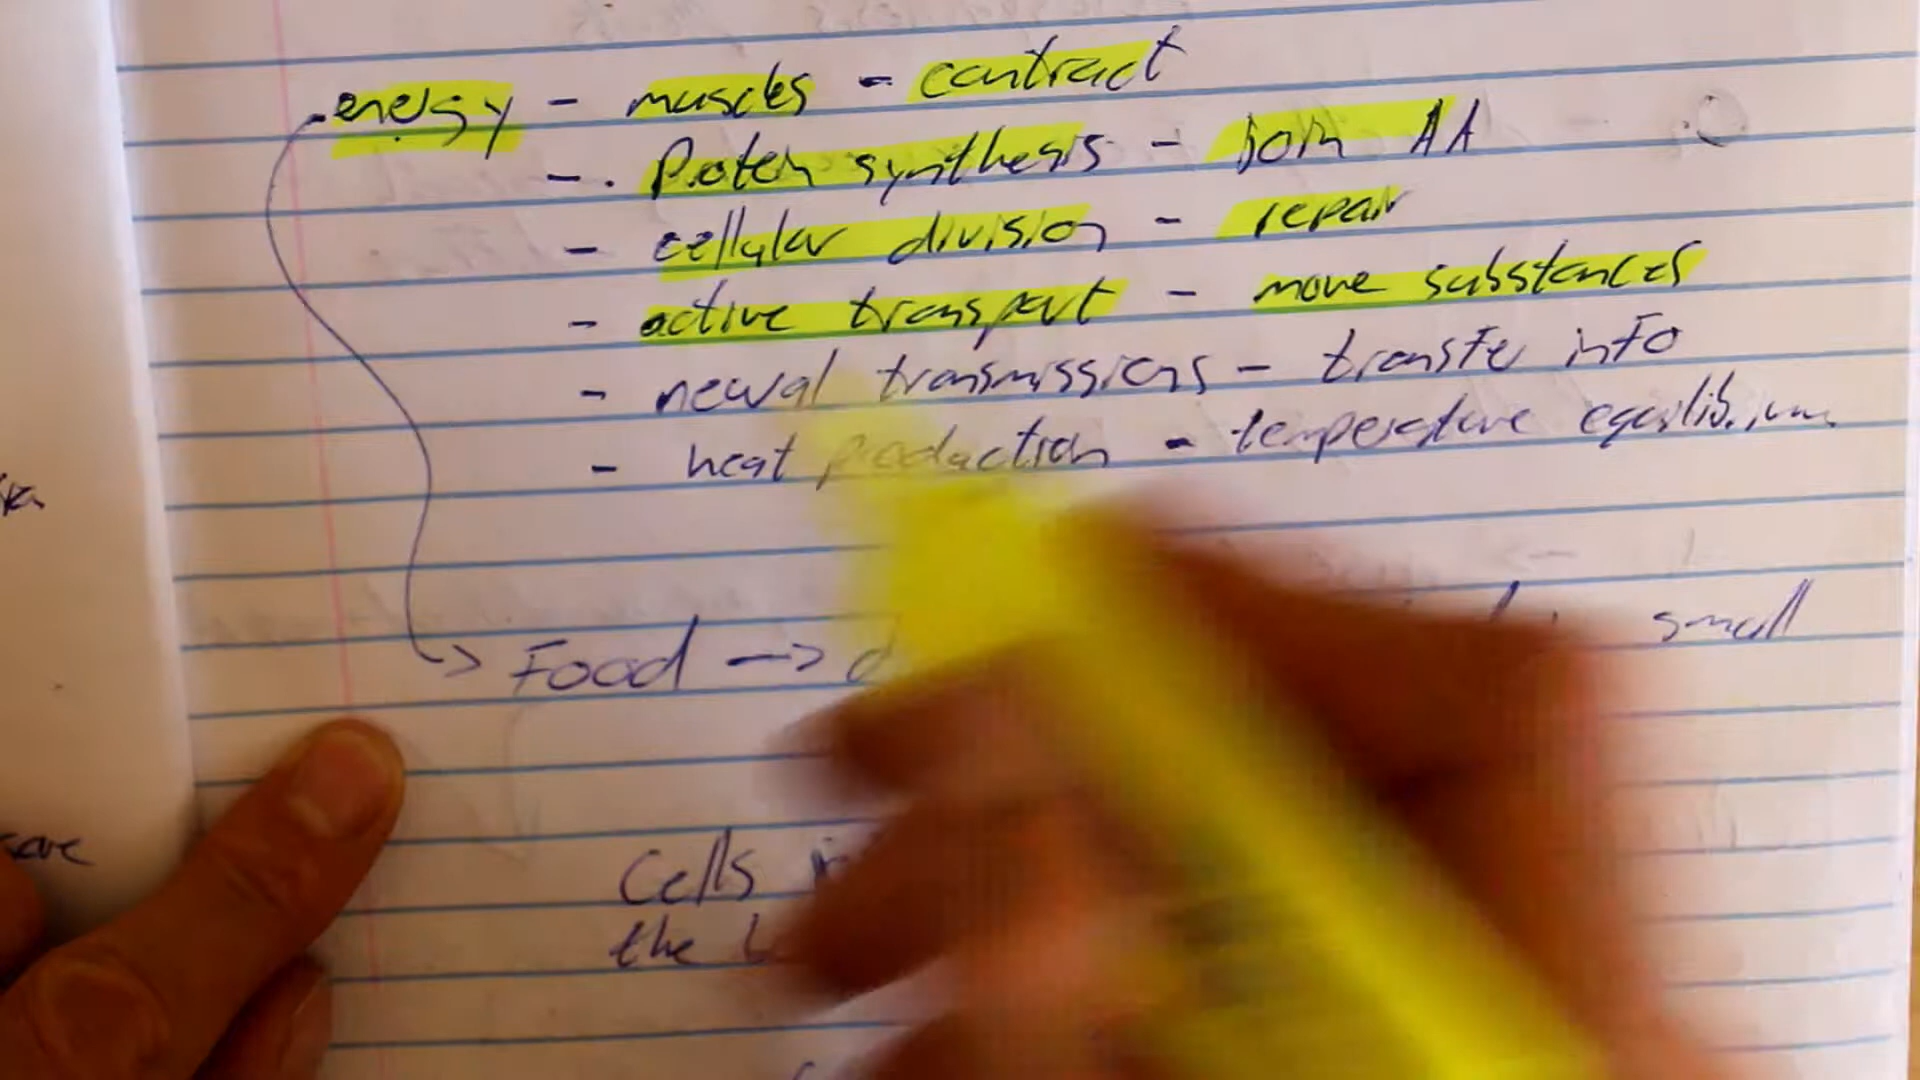 energy - muscles - contract
- Protein synthesis - join AA
- cellular division - repair
- active transport - move substances
- neural transmissions - transfer info
- heat production - temperature equilibrium
-> Food -> small
Cells
the